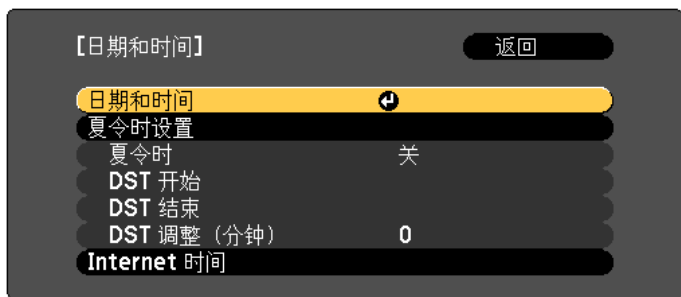 【日期和时间】 返回
日期和时间
夏令时设置
夏令时 关
DST 开始
DST 结束
DST 调整（分钟） 0
Internet 时间